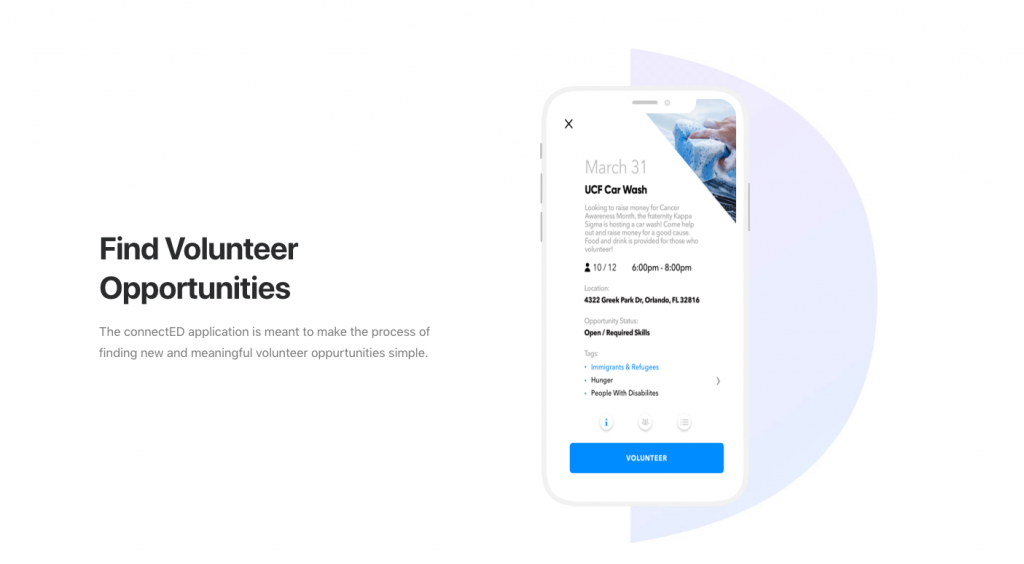 Find Volunteer
Opportunities
The connectED application is meant to make the process of
finding new and meaningful volunteer oppurtunities simple.
X
March 31
UCF Car Wash
Looking to raise money for Cancer
Awareness Month, the fraternity Kappa
Sigma is hosting a car wash! Come help
out and raise money for a good cause.
Food and drink is provided for those who
volunteer!
10 / 12 6:00pm - 8:00pm
Location:
4322 Greek Park Dr, Orlando, FL 32816
Opportunity Status:
Open / Required Skills
Tags:
• Immigrants & Refugees
• Hunger
• People With Disabilites
VOLUNTEER